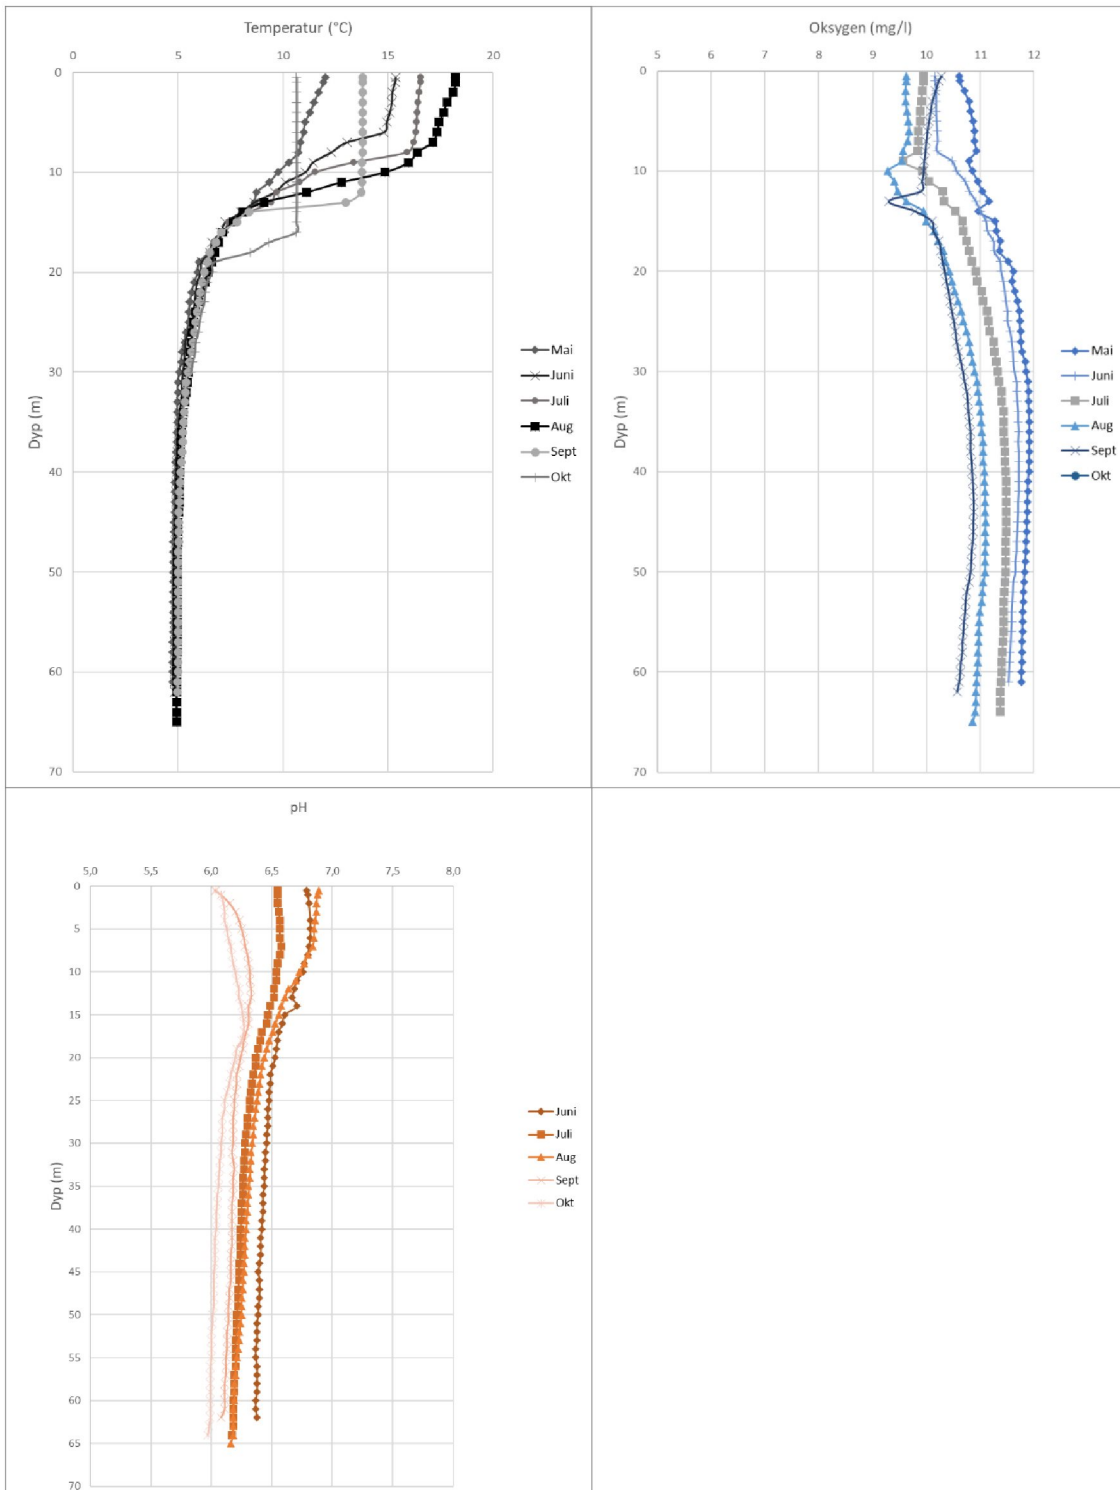 Temperatur (°C)
0 5 10 15 20
0
10
20
30
40
50
60
70
Dyp (m)
Mai
Juni
Juli
Aug
Sept
Okt
Oksygen (mg/l)
5 6 7 8 9 10 11 12
0
10
20
30
40
50
60
70
Dyp (m)
Mai
Juni
Juli
Aug
Sept
Okt
pH
5,0 5,5 6,0 6,5 7,0 7,5 8,0
0
5
10
15
20
25
30
35
40
45
50
55
60
65
70
Dyp (m)
Juni
Juli
Aug
Sept
Okt